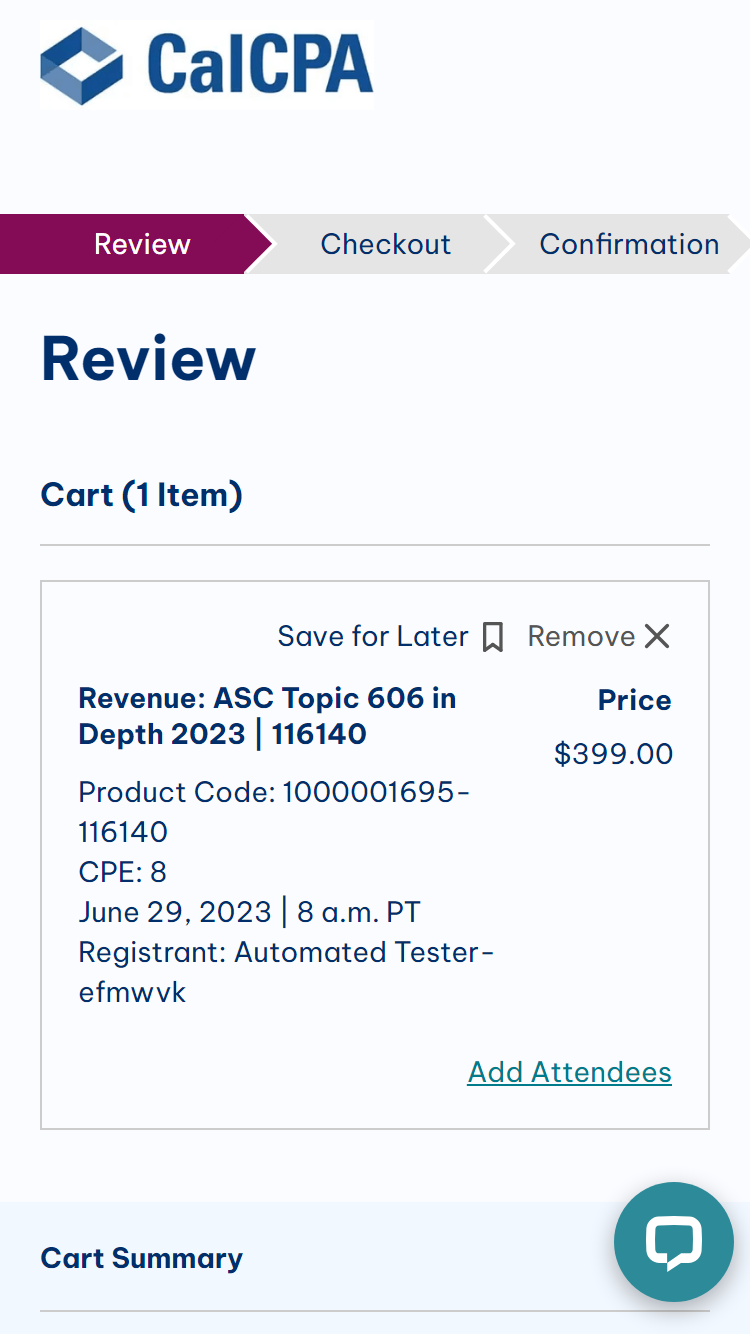 CalCPA
Review
Checkout
Confirmation
Review
Cart (1 Item)
Save for Later
Remove
Revenue: ASC Topic 606 in
Depth 2023 | 116140
Price
$399.00
Product Code: 1000001695-
116140
CPE: 8
June 29, 2023 | 8 a.m. PT
Registrant: Automated Tester-
efmwvk
Add Attendees
Cart Summary